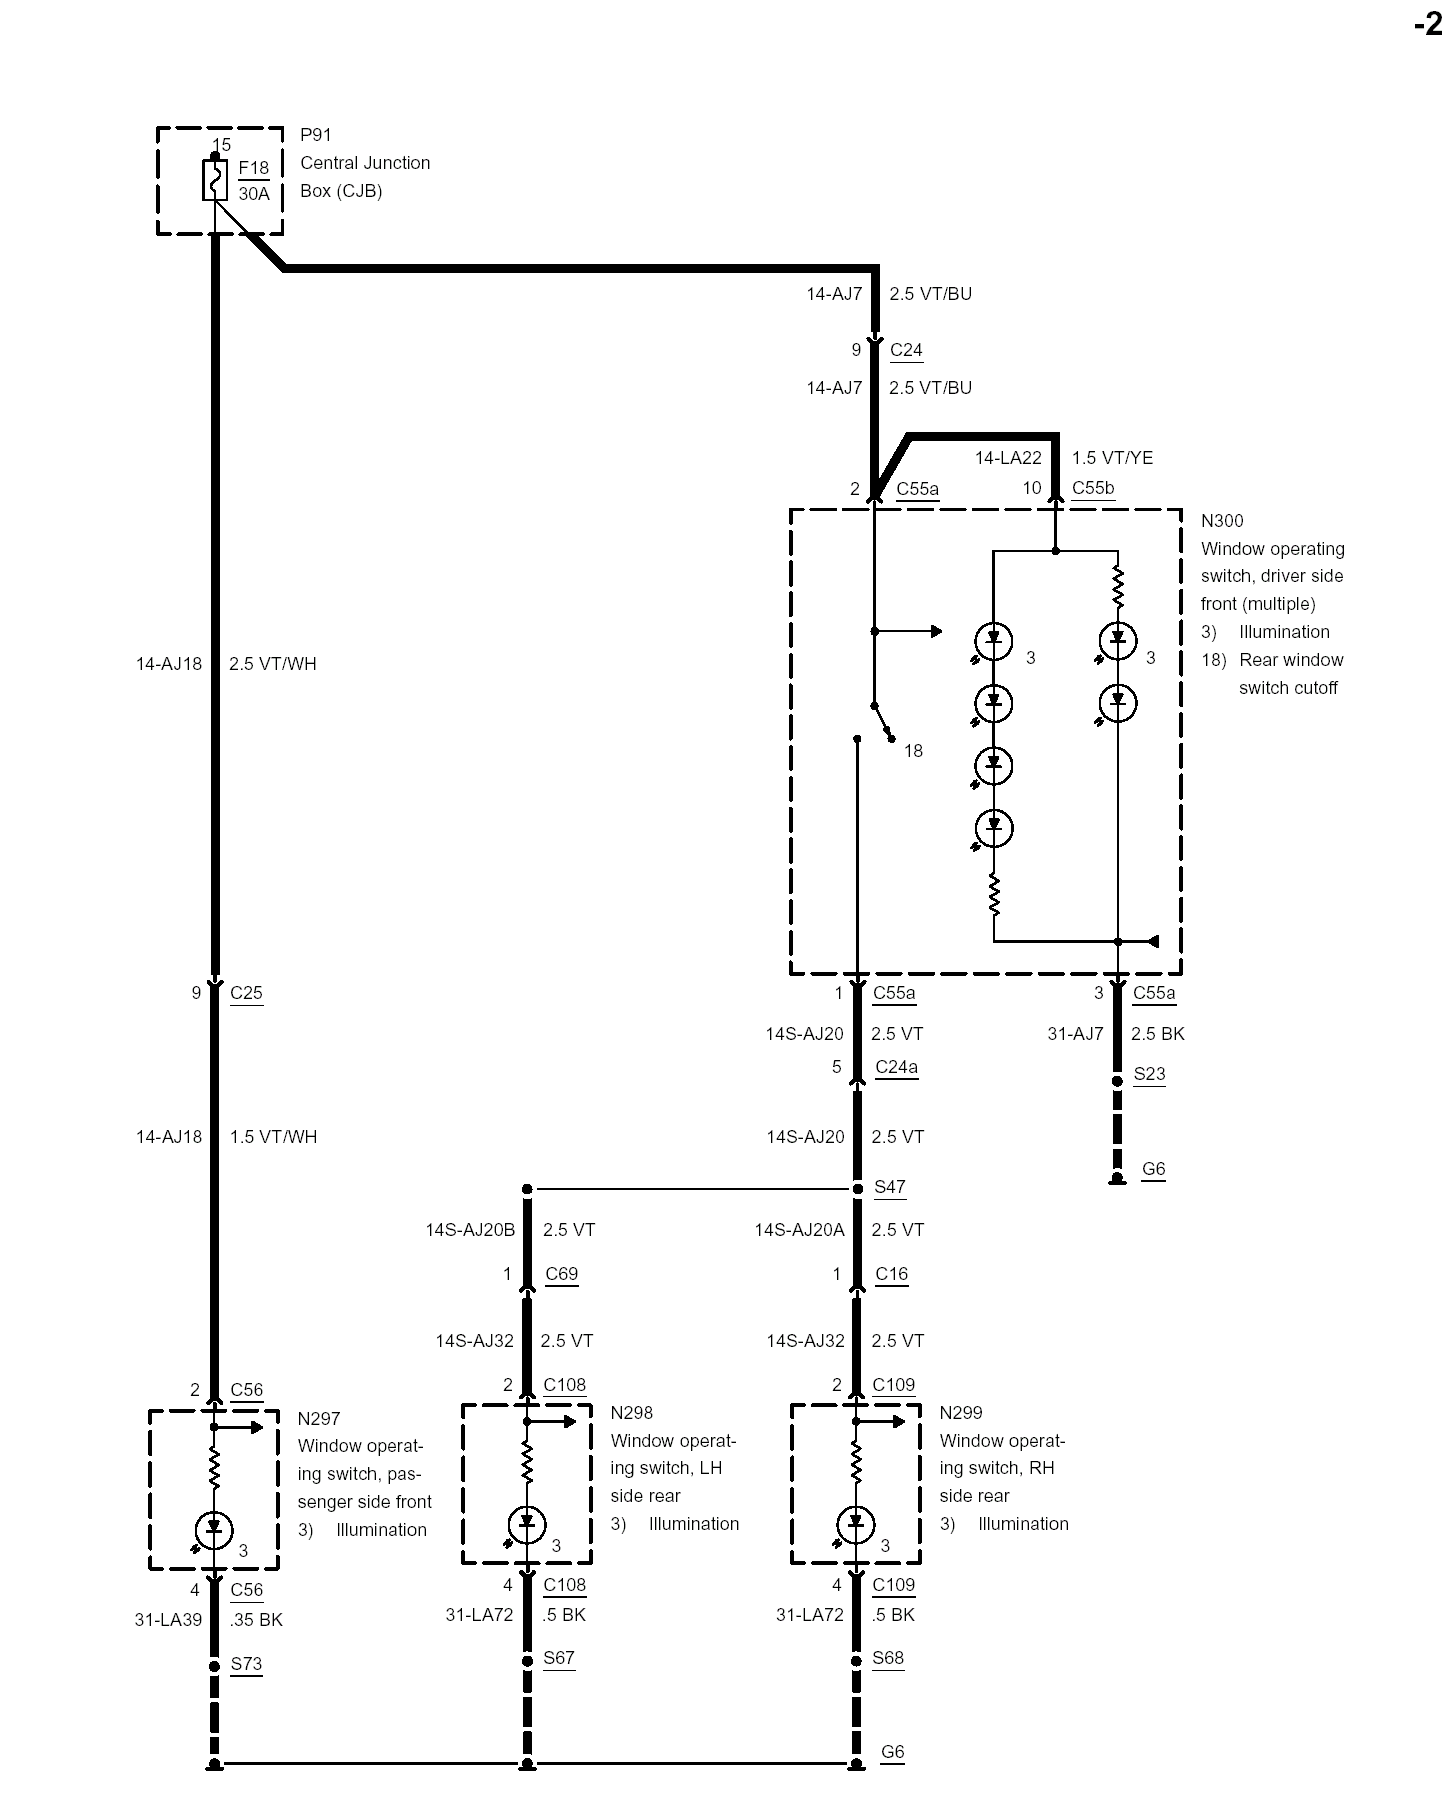 -2
15
F18
30A
P91
Central Junction
Box (CJB)
14-AJ7 2.5 VT/BU
9 C24
14-AJ7 2.5 VT/BU
14-LA22 1.5 VT/YE
2 C55a 10 C55b
N300
Window operating
switch, driver side
front (multiple)
3) Illumination
18) Rear window
switch cutoff
3 3
18
14-AJ18 2.5 VT/WH
9 C25
1 C55a 3 C55a
14S-AJ20 2.5 VT 31-AJ7 2.5 BK
5 C24a S23
14-AJ18 1.5 VT/WH 14S-AJ20 2.5 VT
G6
S47
14S-AJ20B 2.5 VT 14S-AJ20A 2.5 VT
1 C69 1 C16
14S-AJ32 2.5 VT 14S-AJ32 2.5 VT
2 C56 2 C108 2 C109
N297
Window operat-
ing switch, pas-
senger side front
3) Illumination
3
N298
Window operat-
ing switch, LH
side rear
3) Illumination
3
N299
Window operat-
ing switch, RH
side rear
3) Illumination
3
4 C56 4 C108 4 C109
31-LA39 .35 BK 31-LA72 .5 BK 31-LA72 .5 BK
S73 S67 S68
G6